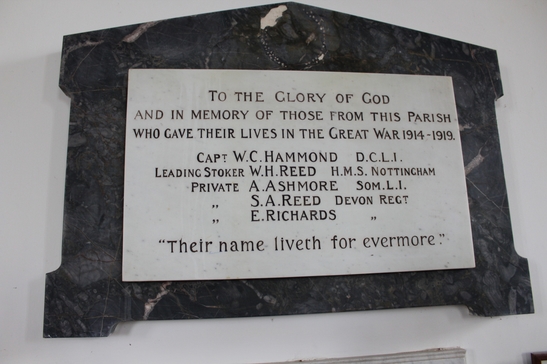 TO THE GLORY OF GOD
AND IN MEMORY OF THOSE FROM THIS PARISH
WHO GAVE THEIR LIVES IN THE GREAT WAR 1914-1919.
CAPT W.C. HAMMOND D.C.L.I.
LEADING STOKER W.H. REED H.M.S. NOTTINGHAM
PRIVATE A. ASHMORE SOM. L.I.
„ S.A. REED DEVON REGT
„ E. RICHARDS „
"Their name liveth for evermore."